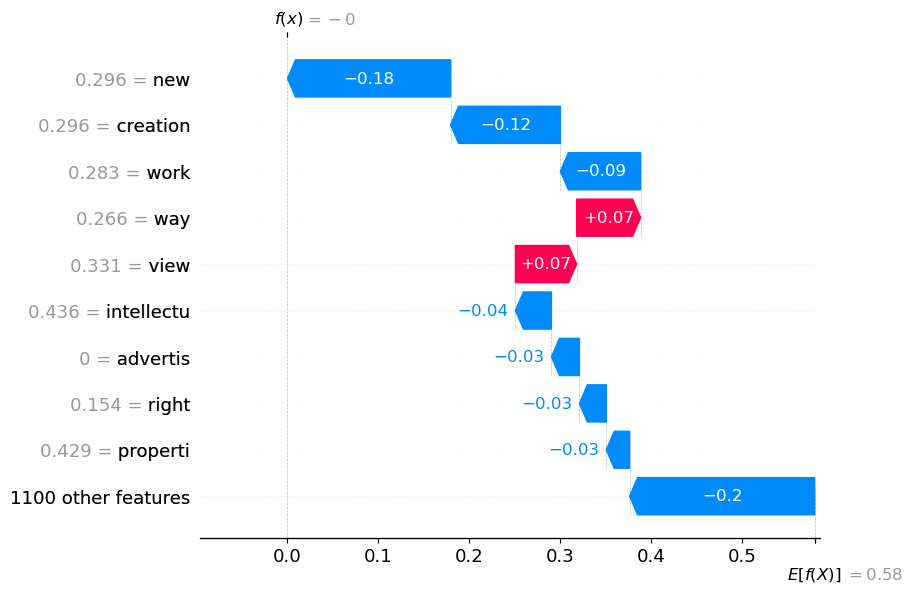 f(x) = −0
0.296 = new
−0.18
0.296 = creation
−0.12
0.283 = work
−0.09
0.266 = way
+0.07
0.331 = view
+0.07
0.436 = intellectu
−0.04
0 = advertis
−0.03
0.154 = right
−0.03
0.429 = properti
−0.03
1100 other features
−0.2
0.0 0.1 0.2 0.3 0.4 0.5
E[f(X)] = 0.58